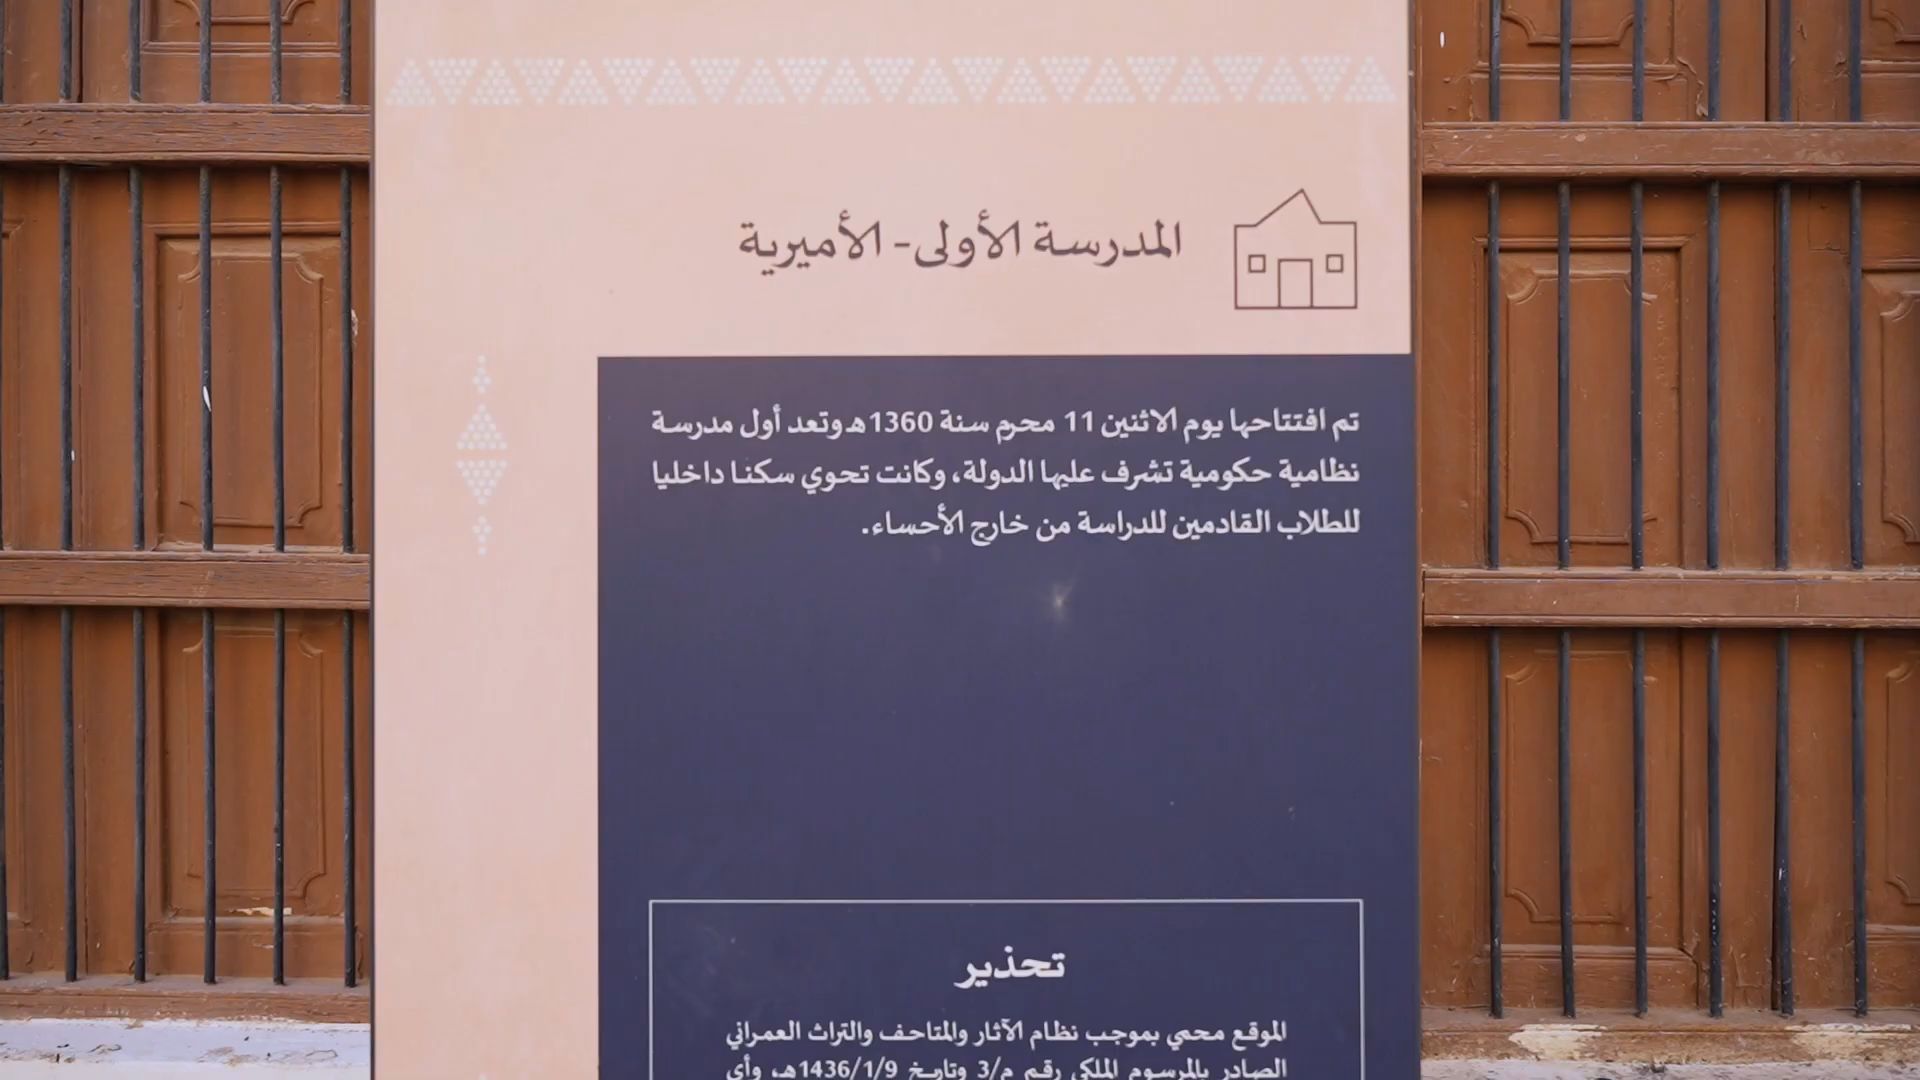 المدرسة الأولى- الأميرية
تم افتتاحها يوم الاثنين 11 محرم سنة 1360هـ وتعد أول مدرسة
نظامية حكومية تشرف عليها الدولة، وكانت تحوي سكنا داخليا
للطلاب القادمين للدراسة من خارج الأحساء.
تحذير
الموقع محمي بموجب نظام الآثار والمتاحف والتراث العمراني
الصادر بالمرسوم الملكي رقم م/3 وتاريخ 1436/1/9هـ، وأي